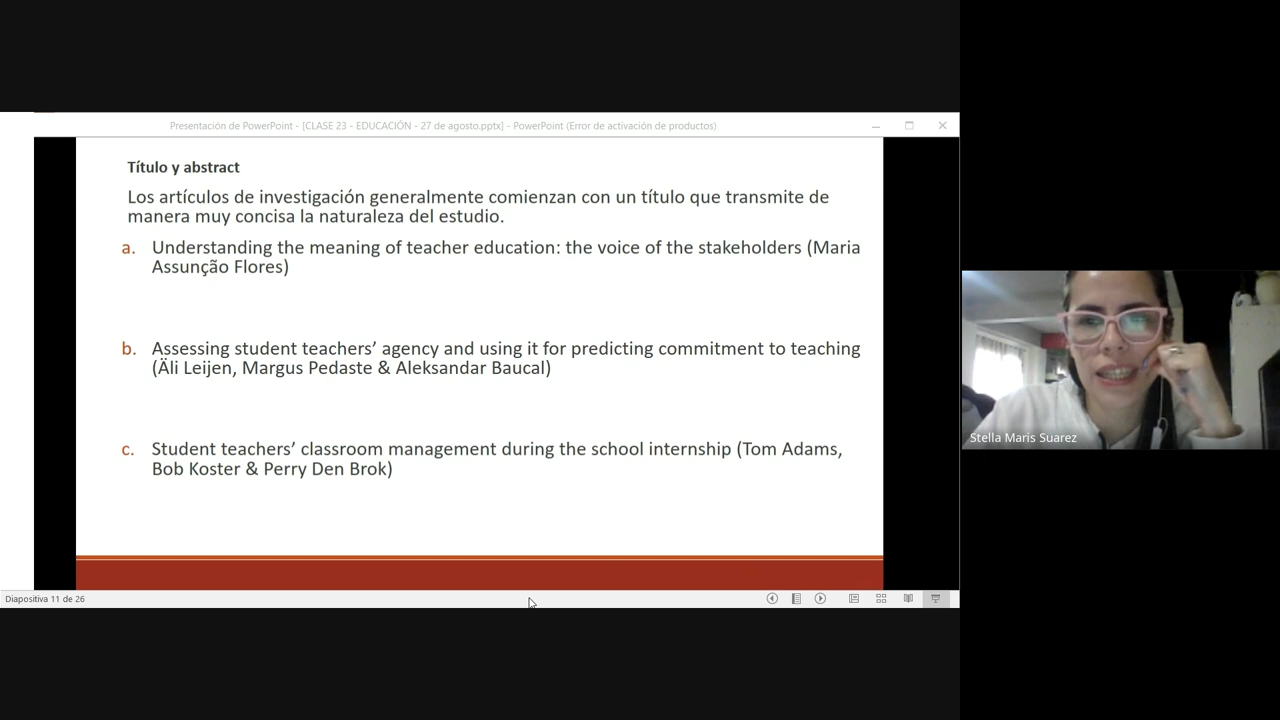 Presentación de PowerPoint - [CLASE 23 - EDUCACIÓN - 27 de agosto.pptx] - PowerPoint (Error de activación de productos)
Título y abstract
Los artículos de investigación generalmente comienzan con un título que transmite de
manera muy concisa la naturaleza del estudio.
a. Understanding the meaning of teacher education: the voice of the stakeholders (Maria
Assunção Flores)
b. Assessing student teachers’ agency and using it for predicting commitment to teaching
(Äli Leijen, Margus Pedaste & Aleksandar Baucal)
c. Student teachers’ classroom management during the school internship (Tom Adams,
Bob Koster & Perry Den Brok)
Stella Maris Suarez
Diapositiva 11 de 26